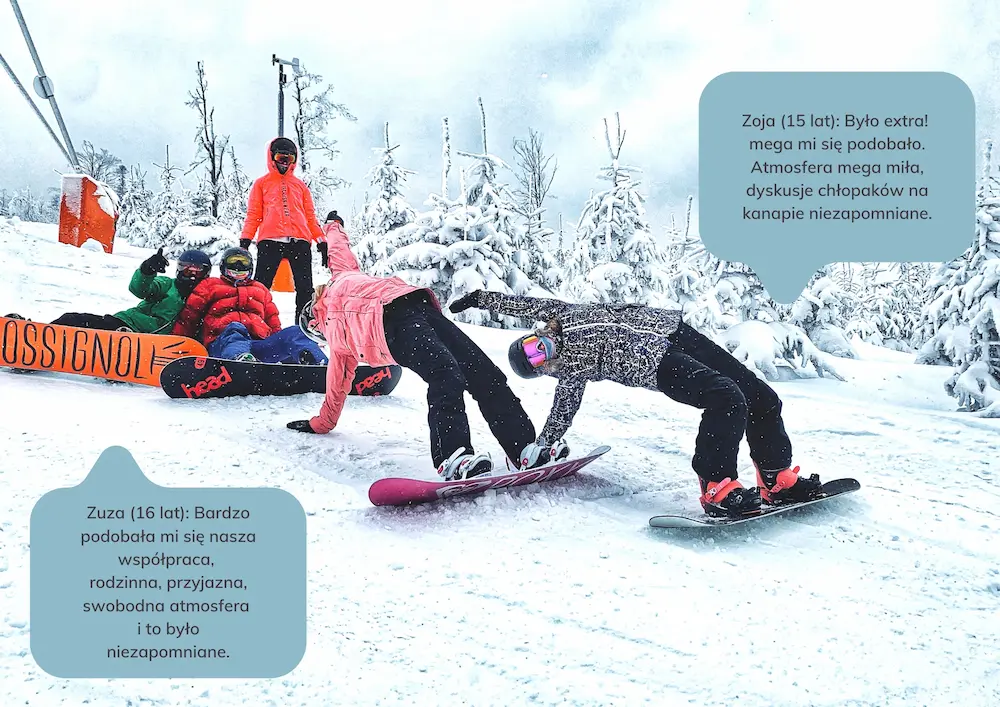 Zoja (15 lat): Było extra!
mega mi się podobało.
Atmosfera mega miła,
dyskusje chłopaków na
kanapie niezapomniane.
OSSIGNOL
head
head
Zuza (16 lat): Bardzo
podobała mi się nasza
współpraca,
rodzinna, przyjazna,
swobodna atmosfera
i to było
niezapomniane.